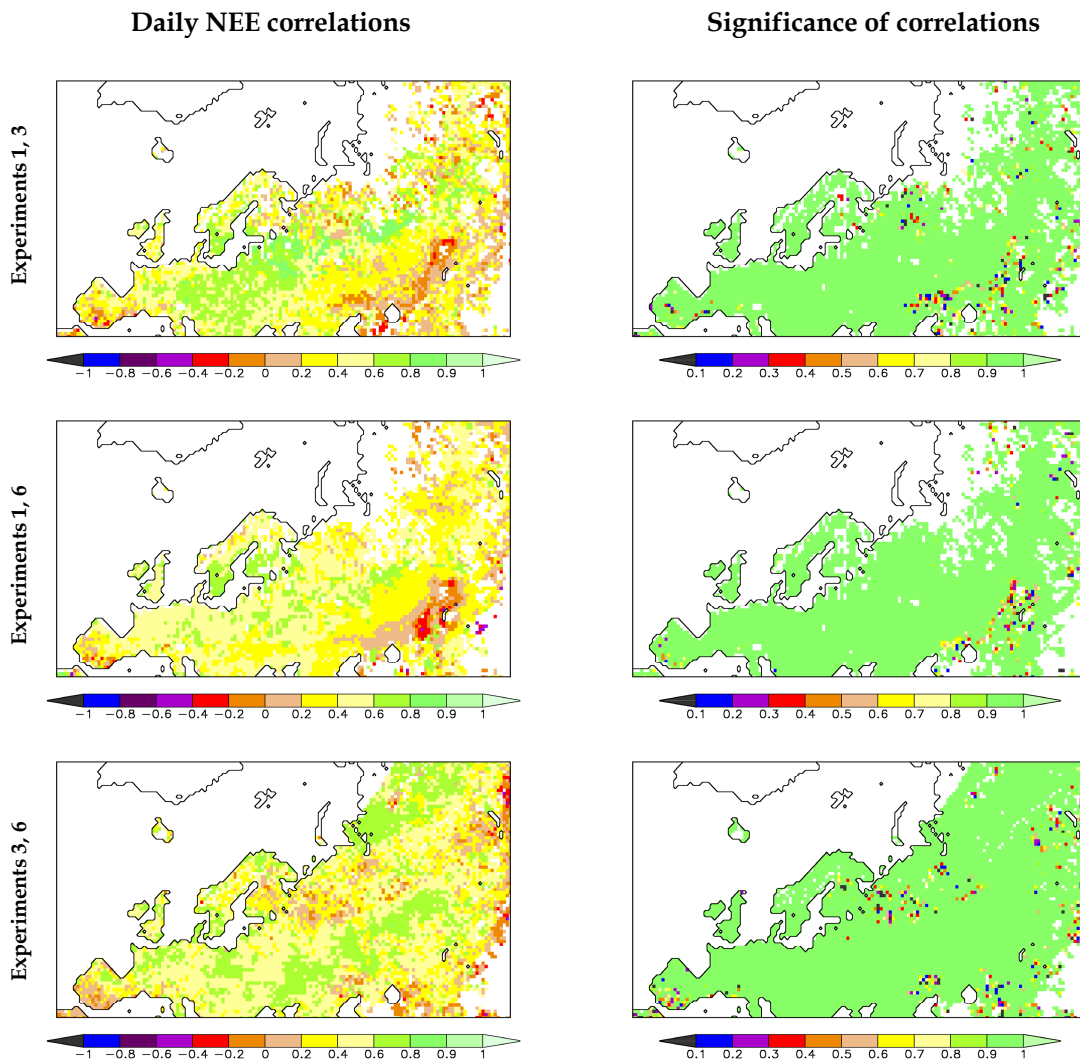 Daily NEE correlations
Significance of correlations
Experiments 1, 3
−1 −0.8 −0.6 −0.4 −0.2 0 0.2 0.4 0.6 0.8 0.9 1
0.1 0.2 0.3 0.4 0.5 0.6 0.7 0.8 0.9 1
Experiments 1, 6
−1 −0.8 −0.6 −0.4 −0.2 0 0.2 0.4 0.6 0.8 0.9 1
0.1 0.2 0.3 0.4 0.5 0.6 0.7 0.8 0.9 1
Experiments 3, 6
−1 −0.8 −0.6 −0.4 −0.2 0 0.2 0.4 0.6 0.8 0.9 1
0.1 0.2 0.3 0.4 0.5 0.6 0.7 0.8 0.9 1